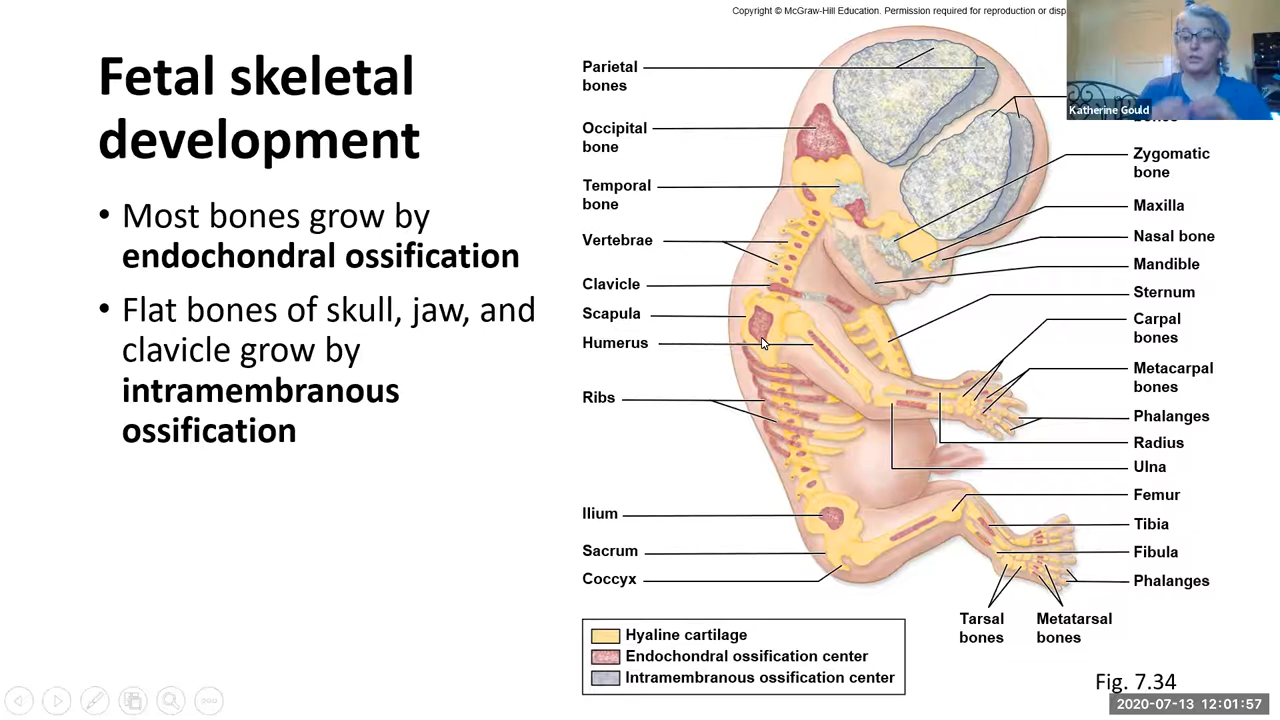 Copyright © McGraw-Hill Education. Permission required for reproduction or disp
Fetal skeletal
development
• Most bones grow by
endochondral ossification
• Flat bones of skull, jaw, and
clavicle grow by
intramembranous
ossification
Parietal
bones
Occipital
bone
Temporal
bone
Vertebrae
Clavicle
Scapula
Humerus
Ribs
Ilium
Sacrum
Coccyx
Katherine Gould
Zygomatic
bone
Maxilla
Nasal bone
Mandible
Sternum
Carpal
bones
Metacarpal
bones
Phalanges
Radius
Ulna
Femur
Tibia
Fibula
Phalanges
Tarsal
bones
Metatarsal
bones
Hyaline cartilage
Endochondral ossification center
Intramembranous ossification center
Fig. 7.34
2020-07-13 12:01:57